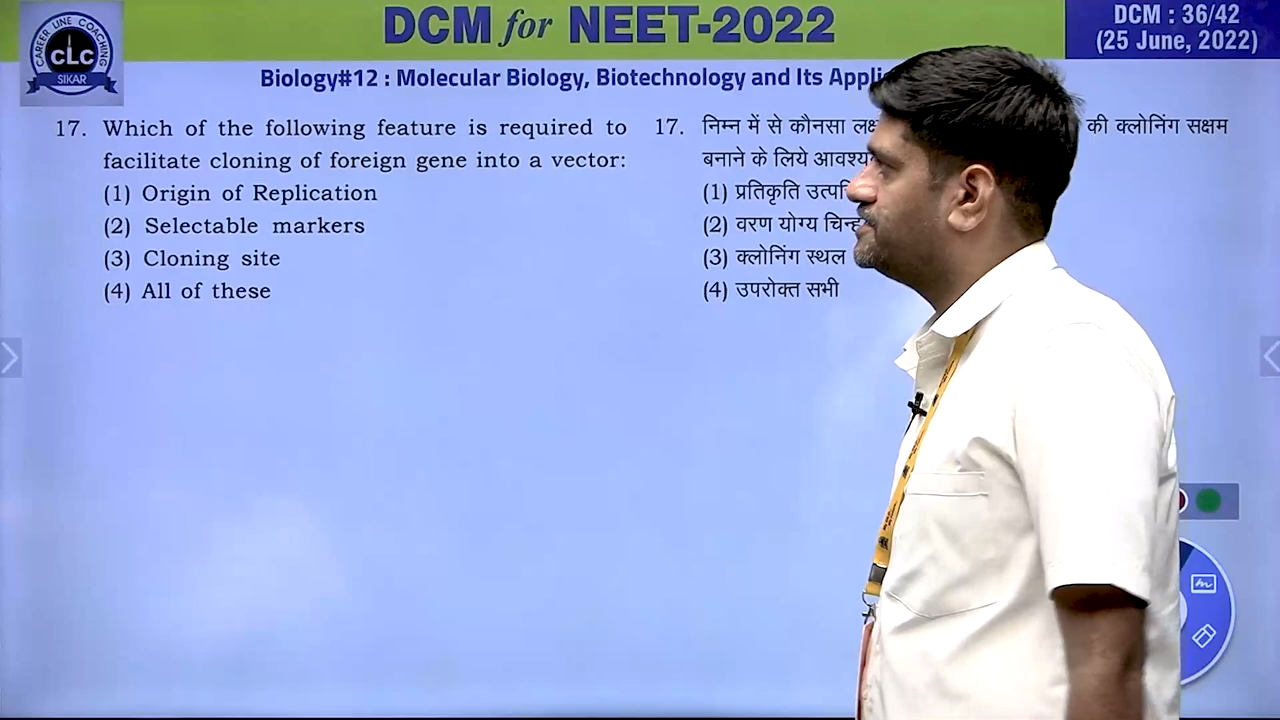 DCM for NEET-2022
DCM : 36/42
(25 June, 2022)
CAREER LINE COACHING
CLC
SIKAR
Biology#12 : Molecular Biology, Biotechnology and Its
17. Which of the following feature is required to
facilitate cloning of foreign gene into a vector:
(1) Origin of Replication
(2) Selectable markers
(3) Cloning site
(4) All of these
17. निम्न में से कौनसा की क्लोनिंग सक्षम
बनाने के लिये
(1) प्रतिकृति
(2) वरण योग्य चिन्ह
(3) क्लोनिंग स्थल
(4) उपरोक्त सभी